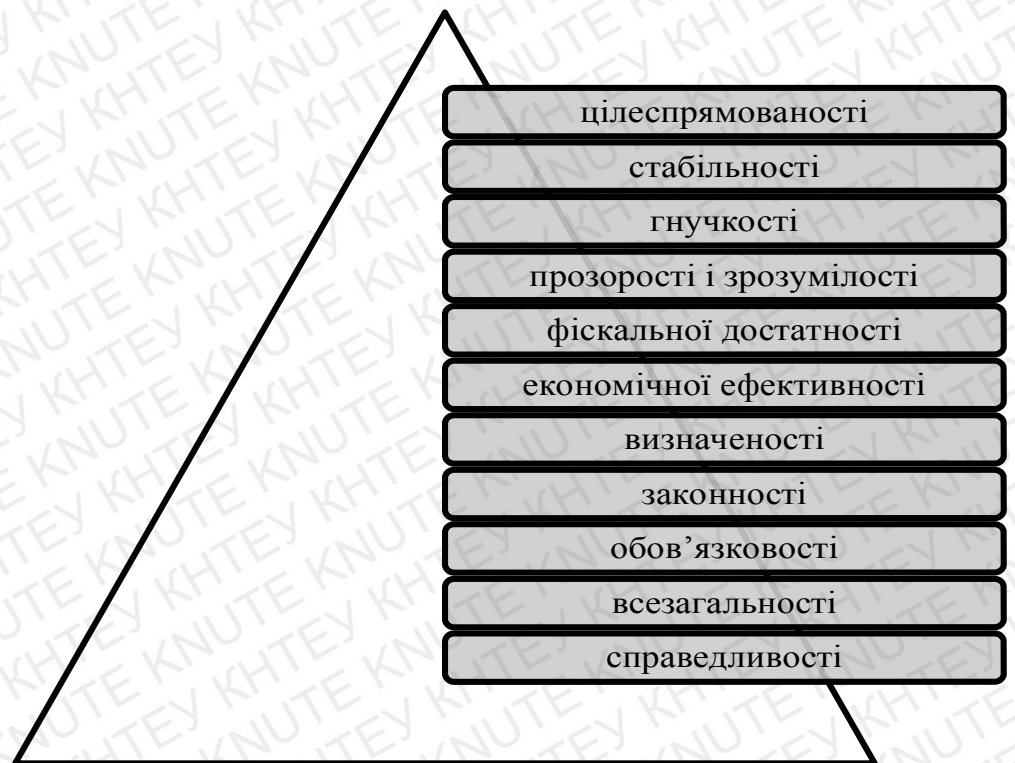 цілеспрямованості
стабільності
гнучкості
прозорості і зрозумілості
фіскальної достатності
економічної ефективності
визначеності
законності
обов’язковості
всезагальності
справедливості